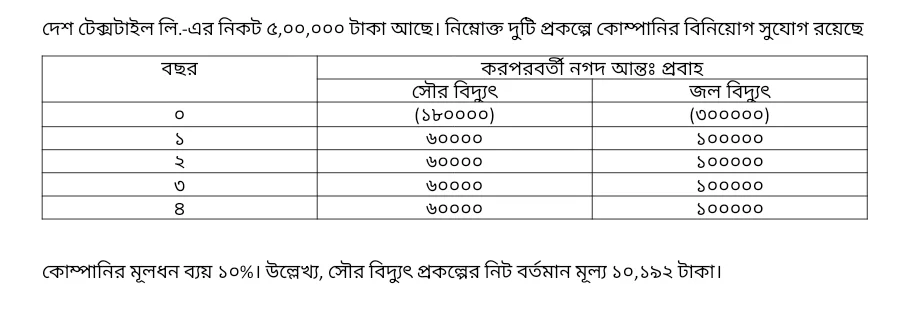 দেশ টেক্সটাইল লি.-এর নিকট ৫,০০,০০০ টাকা আছে। নিম্নোক্ত দুটি প্রকল্পে কোম্পানির বিনিয়োগ সুযোগ রয়েছে
বছর করপরবর্তী নগদ আন্তঃ প্রবাহ
সৌর বিদ্যুৎ জল বিদ্যুৎ
০ (১৮০০০০) (৩০০০০০)
১ ৬০০০০ ১০০০০০
২ ৬০০০০ ১০০০০০
৩ ৬০০০০ ১০০০০০
৪ ৬০০০০ ১০০০০০
কোম্পানির মূলধন ব্যয় ১০%। উল্লেখ্য, সৌর বিদ্যুৎ প্রকল্পের নিট বর্তমান মূল্য ১০,১৯২ টাকা।